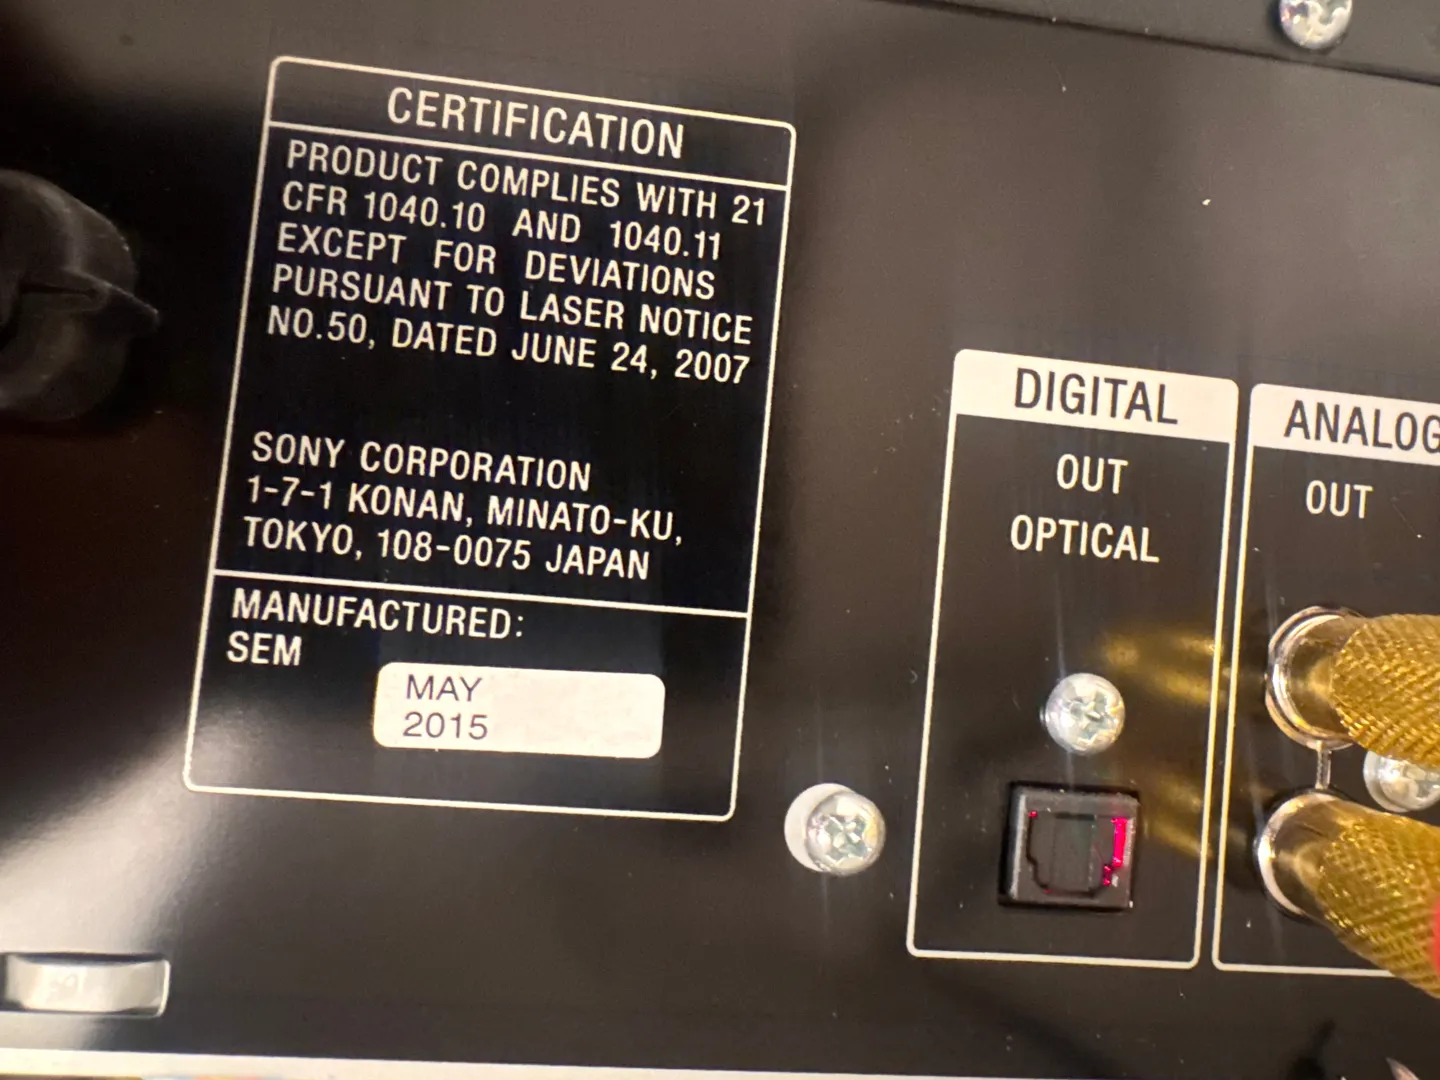 CERTIFICATION
PRODUCT COMPLIES WITH 21
CFR 1040.10 AND 1040.11
EXCEPT FOR DEVIATIONS
PURSUANT TO LASER NOTICE
NO.50, DATED JUNE 24, 2007
SONY CORPORATION
1-7-1 KONAN, MINATO-KU,
TOKYO, 108-0075 JAPAN
MANUFACTURED:
SEM
MAY
2015
DIGITAL
OUT
OPTICAL
ANALOG
OUT